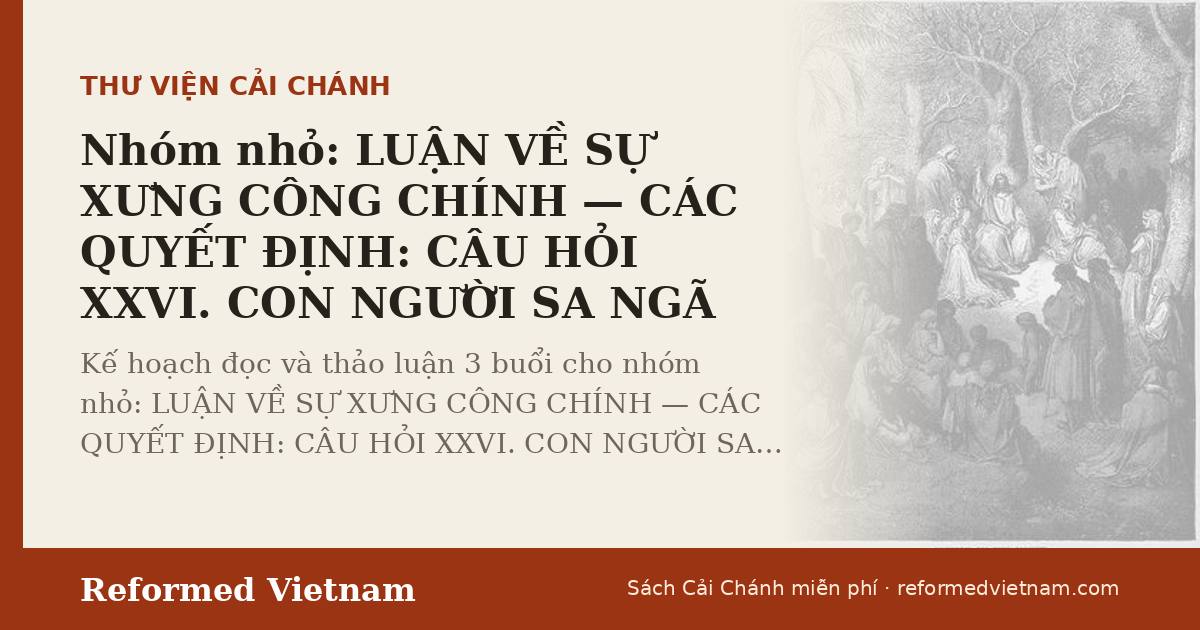 THƯ VIỆN CẢI CHÁNH
Nhóm nhỏ: LUẬN VỀ SỰ
XƯNG CÔNG CHÍNH — CÁC
QUYẾT ĐỊNH: CÂU HỎI
XXVI. CON NGƯỜI SA NGÃ
Kế hoạch đọc và thảo luận 3 buổi cho nhóm
nhỏ: LUẬN VỀ SỰ XƯNG CÔNG CHÍNH — CÁC
QUYẾT ĐỊNH: CÂU HỎI XXVI. CON NGƯỜI SA...
Reformed Vietnam
Sách Cải Chánh miễn phí · reformedvietnam.com